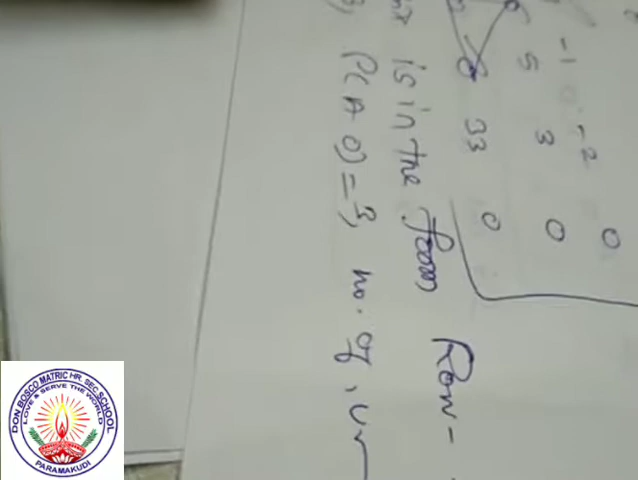 -1 -2 0
5 3 0
0 33 0
is in the form Row-
P(A 0) = 3, no. of
DON BOSCO MATRIC HR SEC SCHOOL
LOVE & SERVE THE WORLD
PARAMAKUDI